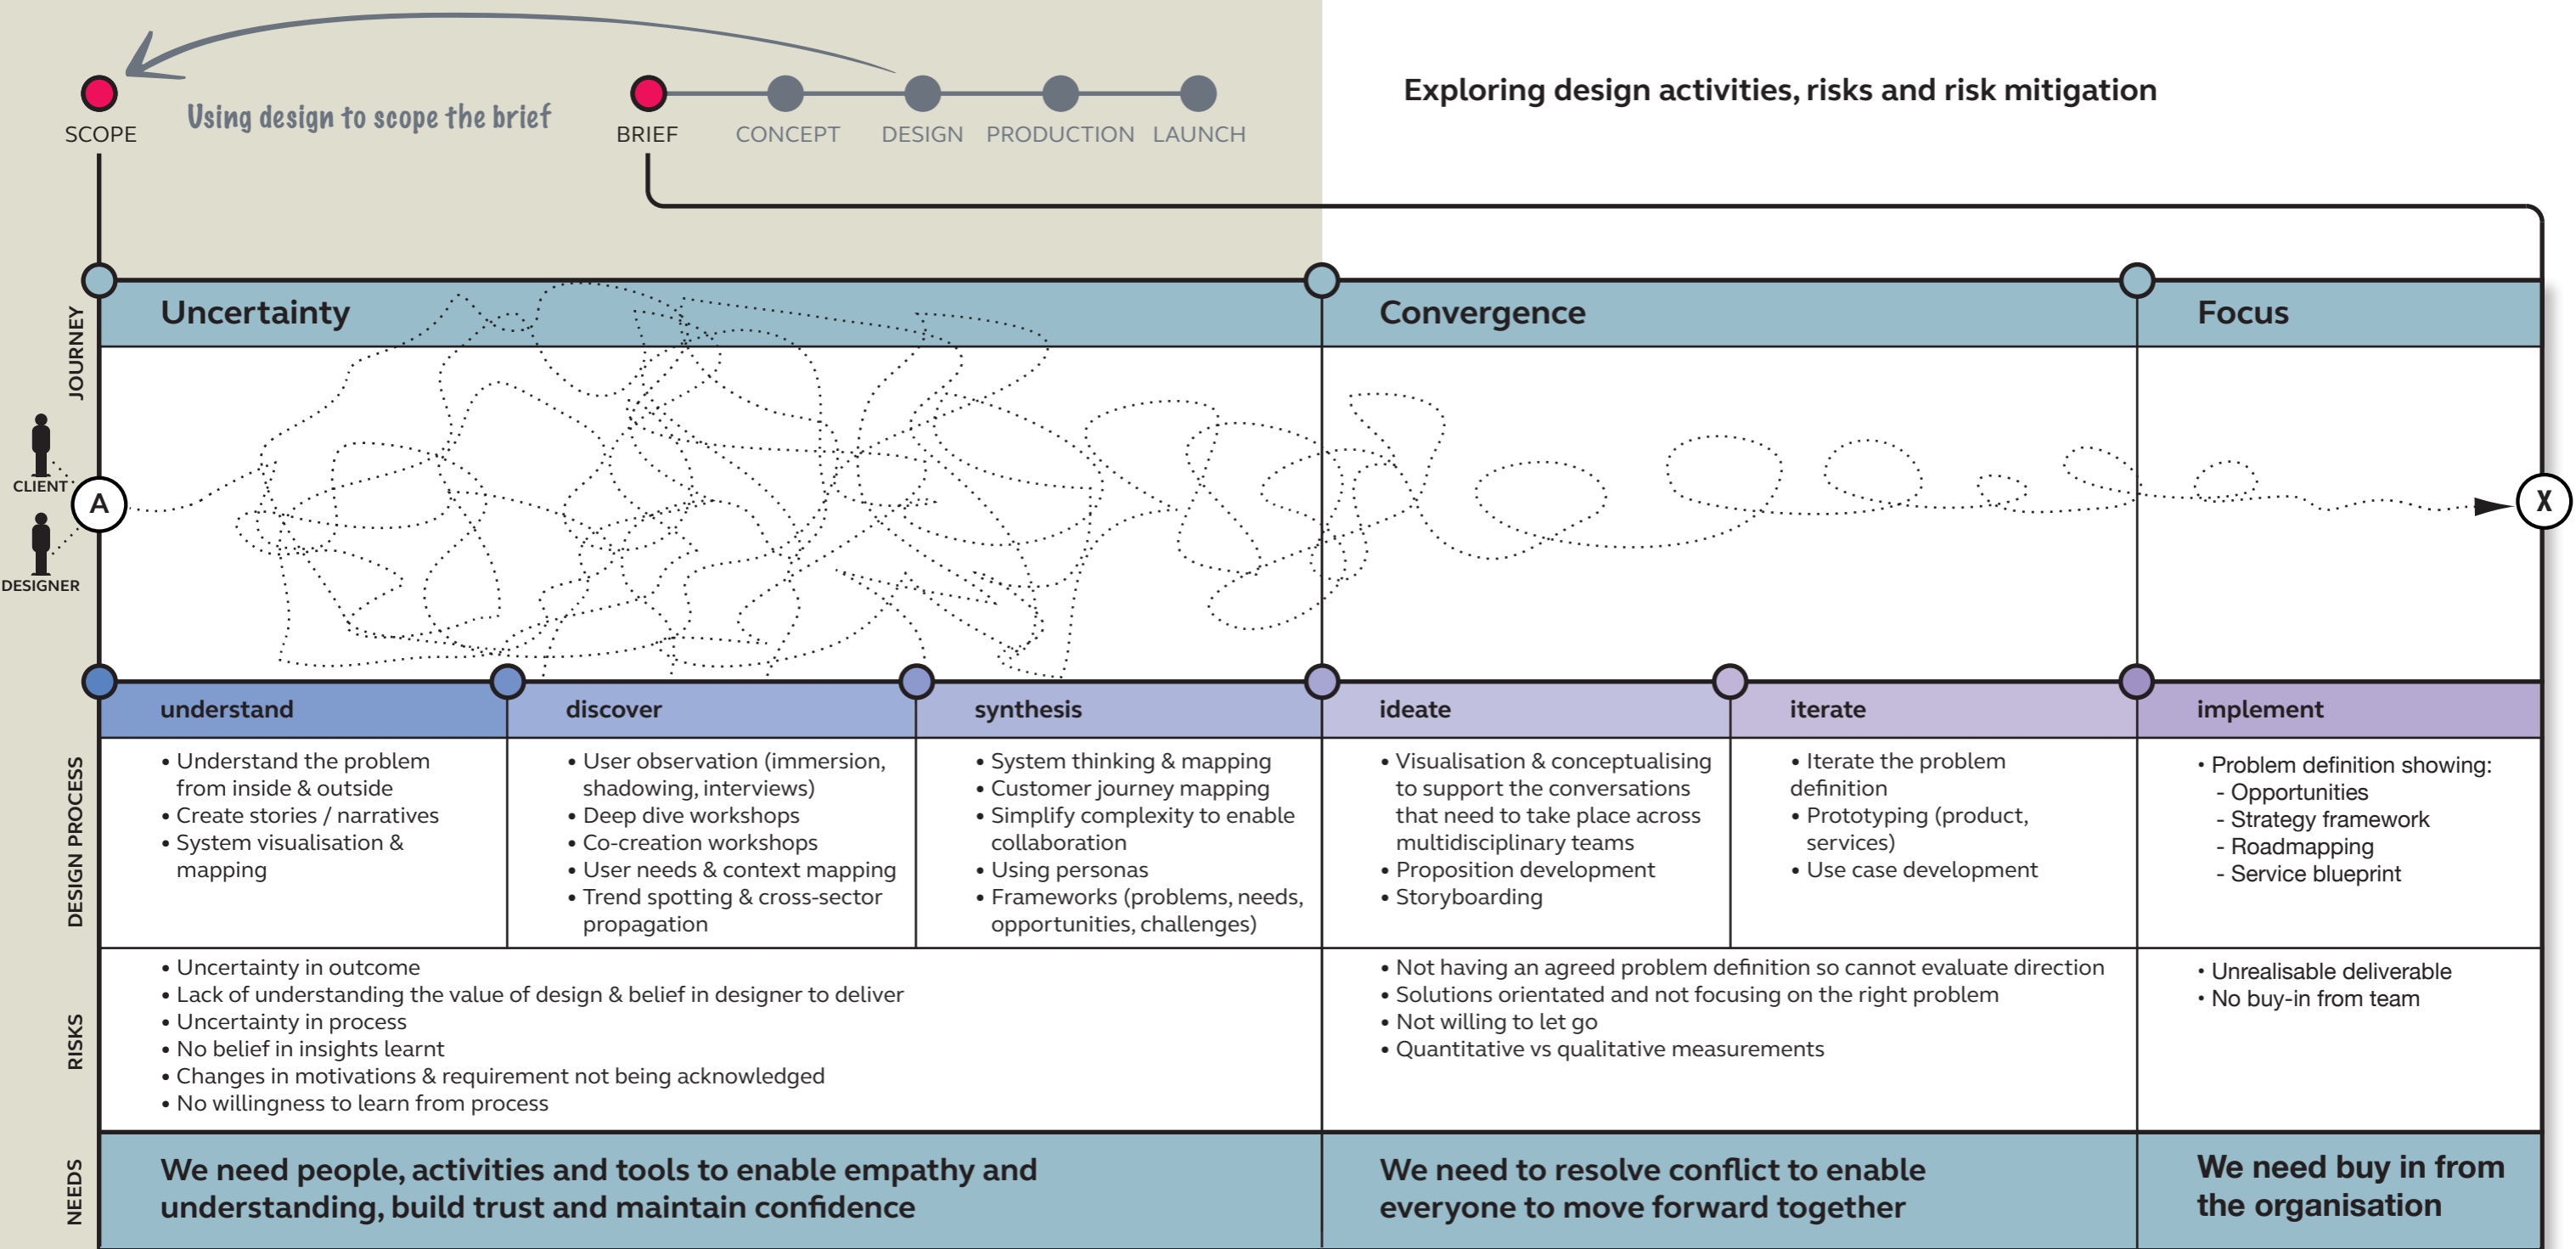 Using design to scope the brief
Exploring design activities, risks and risk mitigation
SCOPE
BRIEF
CONCEPT
DESIGN
PRODUCTION
LAUNCH
JOURNEY
Uncertainty
Convergence
Focus
CLIENT
A
DESIGNER
X
DESIGN PROCESS
understand
• Understand the problem
from inside & outside
• Create stories / narratives
• System visualisation &
mapping
discover
• User observation (immersion,
shadowing, interviews)
• Deep dive workshops
• Co-creation workshops
• User needs & context mapping
• Trend spotting & cross-sector
propagation
synthesis
• System thinking & mapping
• Customer journey mapping
• Simplify complexity to enable
collaboration
• Using personas
• Frameworks (problems, needs,
opportunities, challenges)
ideate
• Visualisation & conceptualising
to support the conversations
that need to take place across
multidisciplinary teams
• Proposition development
• Storyboarding
iterate
• Iterate the problem
definition
• Prototyping (product,
services)
• Use case development
implement
• Problem definition showing:
- Opportunities
- Strategy framework
- Roadmapping
- Service blueprint
RISKS
• Uncertainty in outcome
• Lack of understanding the value of design & belief in designer to deliver
• Uncertainty in process
• No belief in insights learnt
• Changes in motivations & requirement not being acknowledged
• No willingness to learn from process
• Not having an agreed problem definition so cannot evaluate direction
• Solutions orientated and not focusing on the right problem
• Not willing to let go
• Quantitative vs qualitative measurements
• Unrealisable deliverable
• No buy-in from team
NEEDS
We need people, activities and tools to enable empathy and
understanding, build trust and maintain confidence
We need to resolve conflict to enable
everyone to move forward together
We need buy in from
the organisation